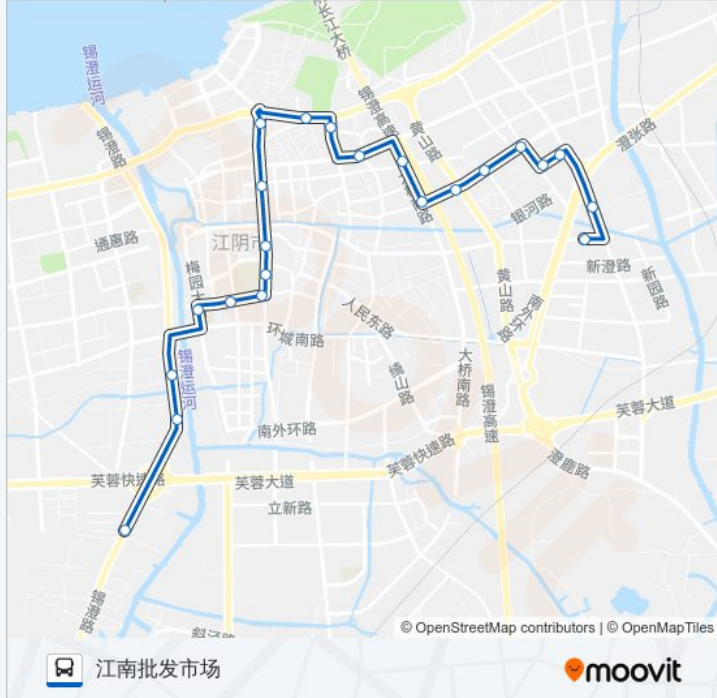 长江大桥
锡澄运河
锡澄路
锡澄高速
黄山路
澄张路
通惠路
江阴市
银河路
梅园大
新澄路
新园路
黄山路
人民东路
环城南路
南外环路
大桥南路
绮山路
锡澄运河
锡澄高速
南外环路
芙蓉大道
芙蓉快速路
芙蓉快速路
芙蓉大道
澄鹿路
立新路
锡澄路
© OpenStreetMap contributors | © OpenMapTiles
江南批发市场
moovit